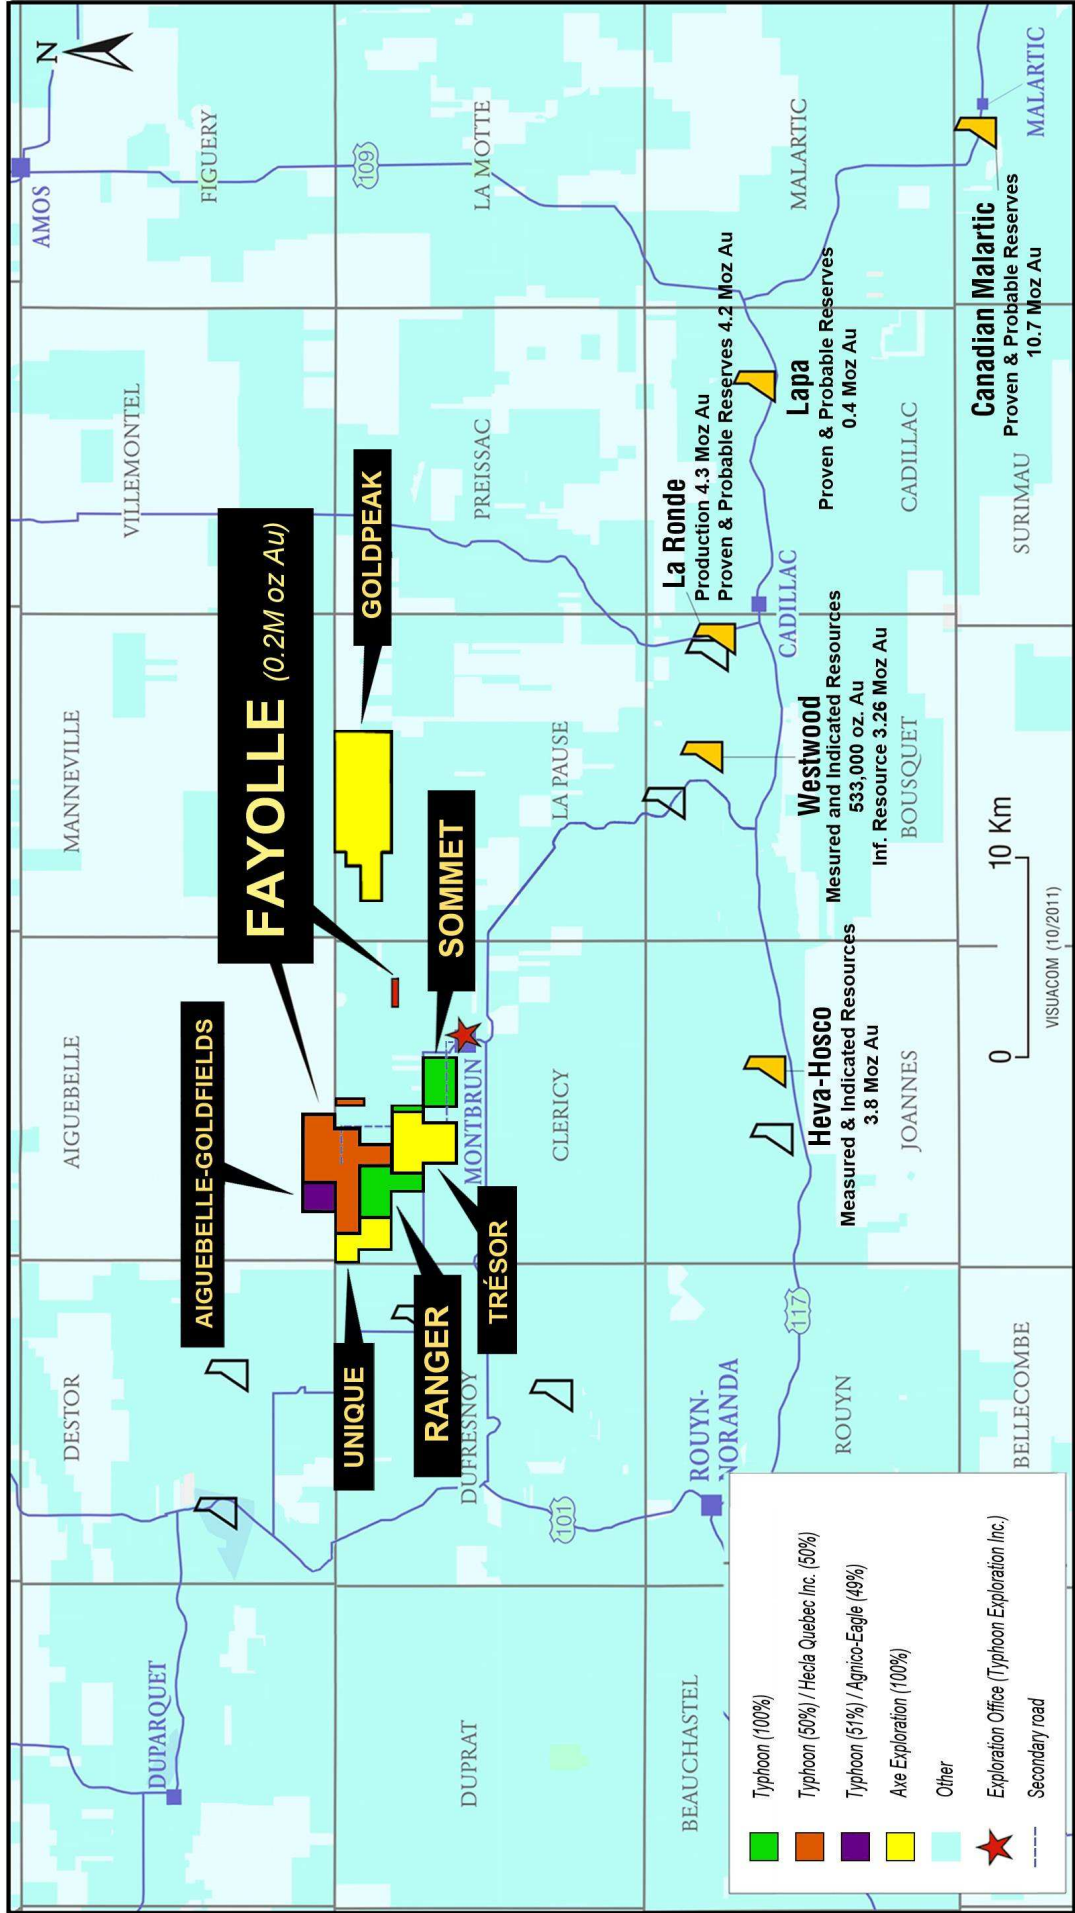 DUPARQUET
DESTOR
AIGUEBELLE
MANNEVILLE
VILLEMONTEL
AMOS
N
FIGUERY
109
AIGUEBELLE-GOLDFIELDS
FAYOLLE (0.2M oz Au)
GOLDPEAK
UNIQUE
RANGER
TRÉSOR
SOMMET
DUPRAT
DUFRESNOY
MONTBRUN
PREISSAC
LA MOTTE
101
CLERICY
LA PAUSE
BEAUCHASTEL
ROUYN-
NORANDA
117
ROUYN
La Ronde
Production 4.3 Moz Au
Proven & Probable Reserves 4.2 Moz Au
CADILLAC
MALARTIC
Lapa
Proven & Probable Reserves
0.4 Moz Au
Heva-Hosco
Measured & Indicated Resources
3.8 Moz Au
Westwood
Mesured and Indicated Resources
533,000 oz. Au
Inf. Resource 3.26 Moz Au
JOANNES
BOUSQUET
CADILLAC
BELLECOMBE
SURIMAU
Canadian Malartic
Proven & Probable Reserves
10.7 Moz Au
MALARTIC
0
10 Km
VISUACOM (10/2011)
Typhoon (100%)
Typhoon (50%) / Hecla Quebec Inc. (50%)
Typhoon (51%) / Agnico-Eagle (49%)
Axe Exploration (100%)
Other
Exploration Office (Typhoon Exploration Inc.)
Secondary road